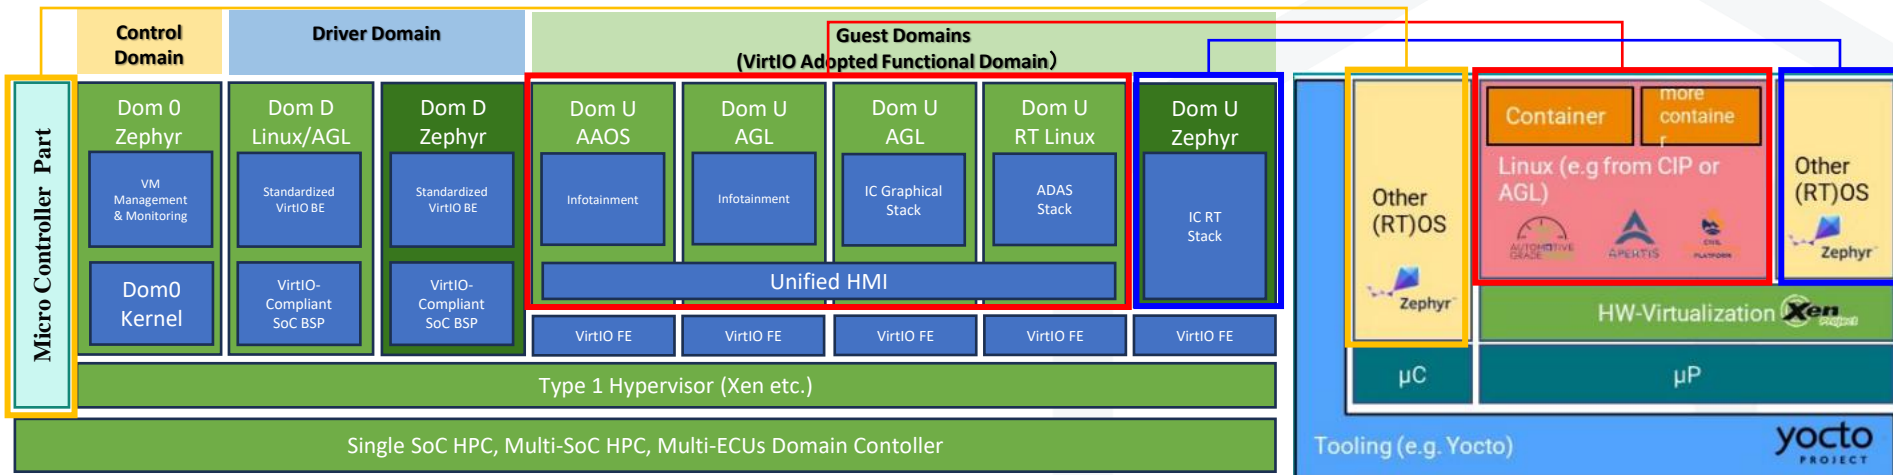 Control
Domain
Driver Domain
Guest Domains
(VirtIO Adopted Functional Domain)
Micro Controller Part
Dom 0
Zephyr
VM
Management
& Monitoring
Dom0
Kernel
Dom D
Linux/AGL
Standardized
VirtIO BE
VirtIO-
Compliant
SoC BSP
Dom D
Zephyr
Standardized
VirtIO BE
VirtIO-
Compliant
SoC BSP
Dom U
AAOS
Infotainment
Dom U
AGL
Infotainment
Dom U
AGL
IC Graphical
Stack
Dom U
RT Linux
ADAS
Stack
Unified HMI
Dom U
Zephyr
IC RT
Stack
VirtIO FE
VirtIO FE
VirtIO FE
VirtIO FE
VirtIO FE
Type 1 Hypervisor (Xen etc.)
Single SoC HPC, Multi-SoC HPC, Multi-ECUs Domain Contoller
Other
(RT)OS
Zephyr
Container
more
containe
r
Linux (e.g from CIP or
AGL)
AUTOMOTIVE
GRADE
APERTIS
CIVIL
PLATFORM
Other
(RT)OS
Zephyr
HW-Virtualization
Xen
Project
µC
µP
Tooling (e.g. Yocto)
yocto
PROJECT